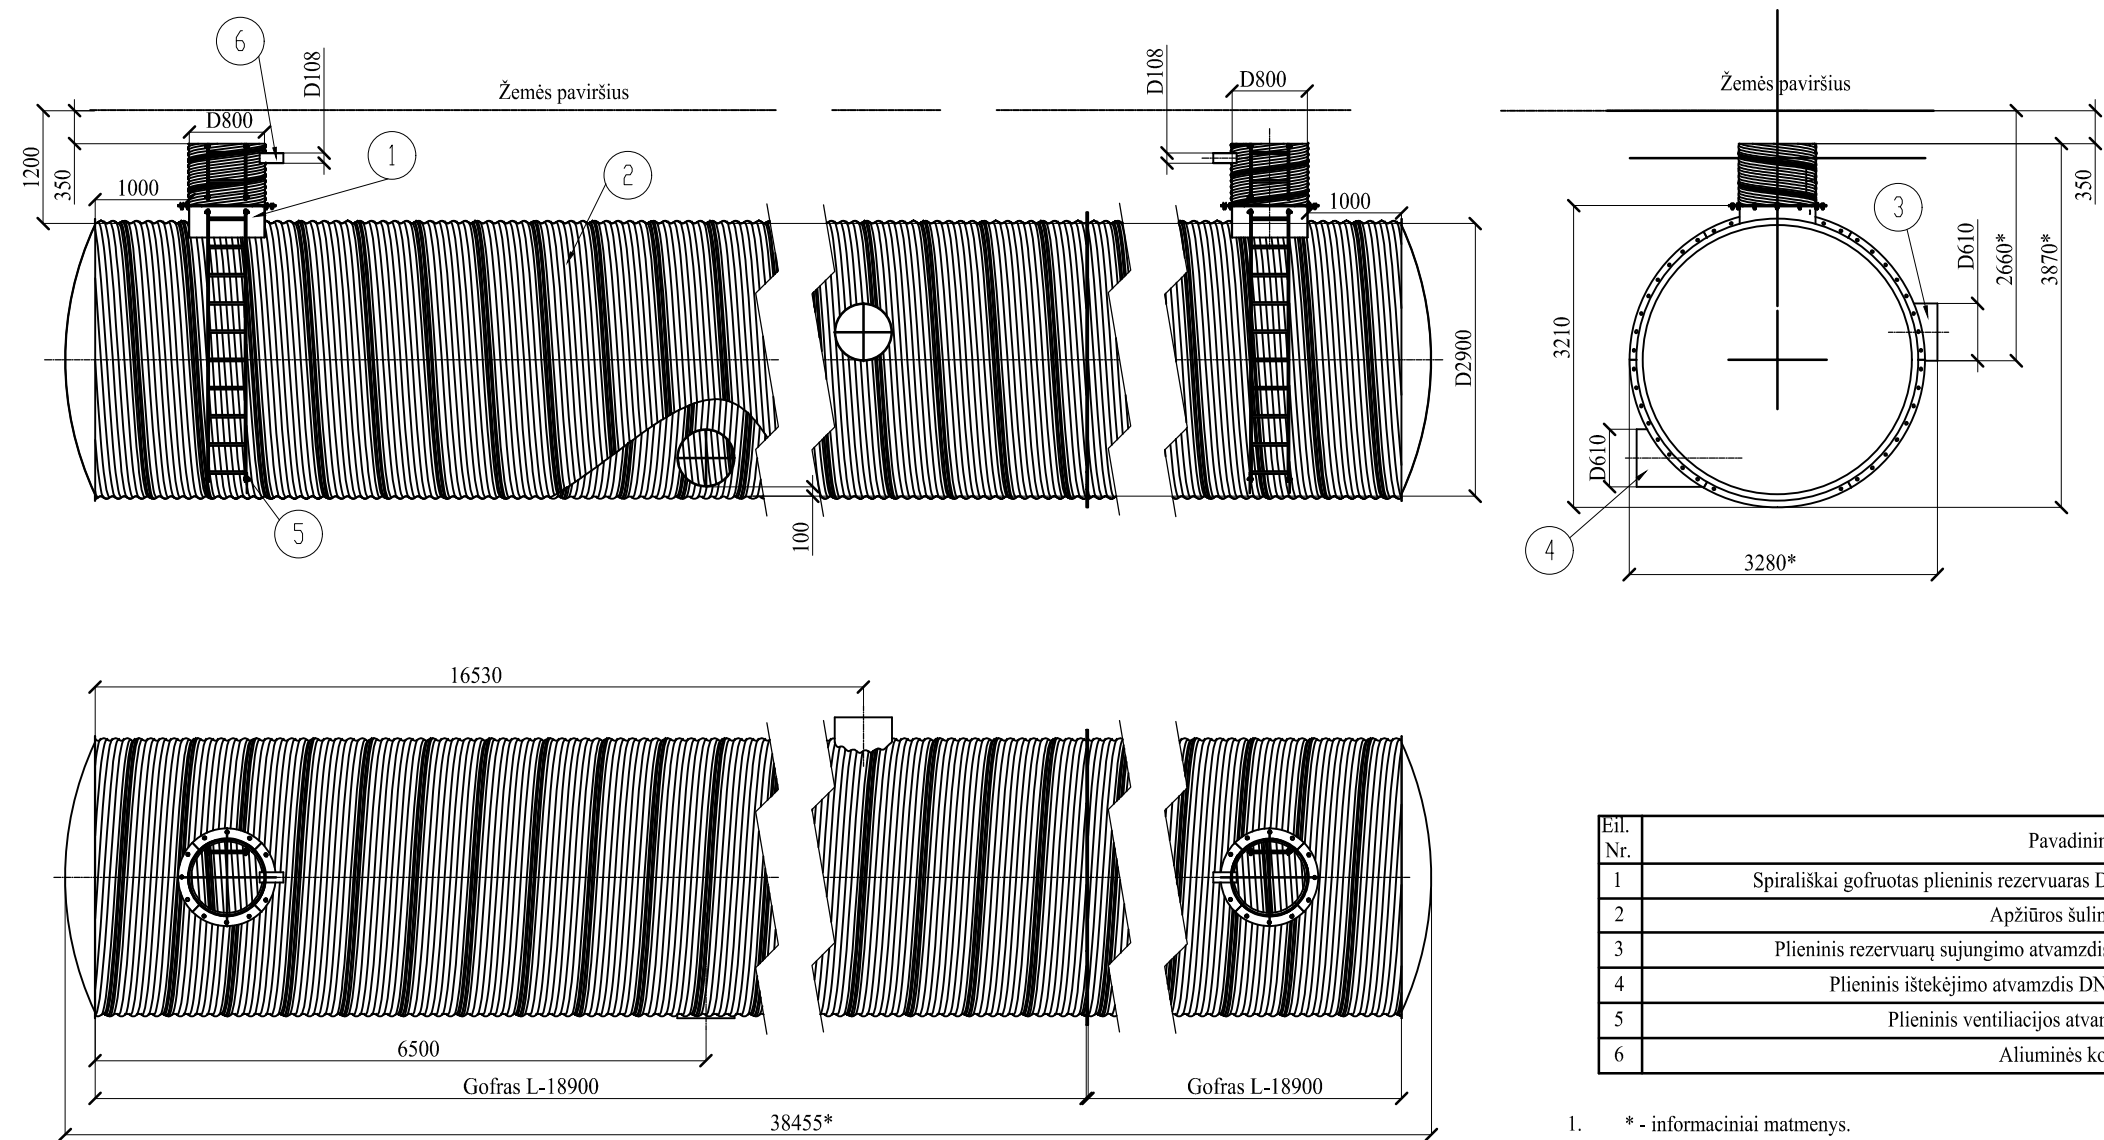 6
D108
Žemės paviršius
D108
D800
Žemės paviršius
D800
1
1200
350
1000
2
1000
350
3
D610
2660*
3870*
3210
D2900
D610
5
100
4
3280*
16530
6500
Gofras L-18900
Gofras L-18900
38455*
Eil.
Nr.
Pavadinim
1
Spirališkai gofruotas plieninis rezervuaras D
2
Apžiūros šulin
3
Plieninis rezervuarų sujungimo atvamzdis
4
Plieninis ištekėjimo atvamzdis DN
5
Plieninis ventiliacijos atvam
6
Aliuminės ko
1. * - informaciniai matmenys.